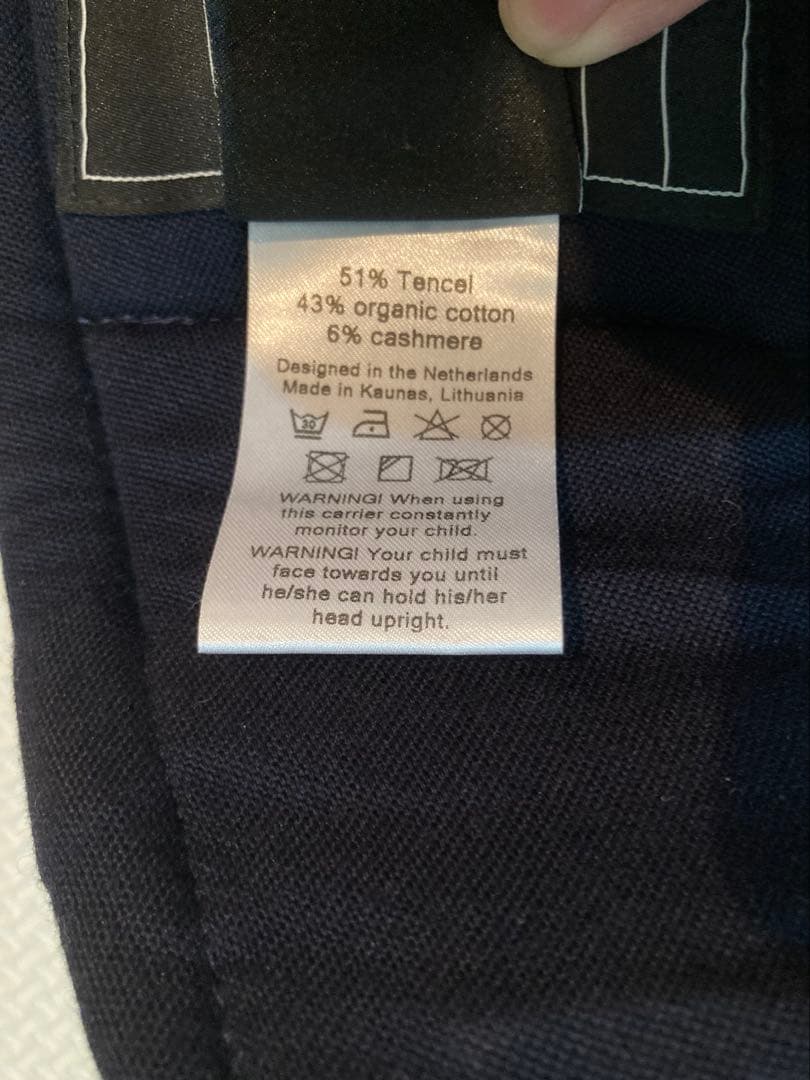 51% Tencel
43% organic cotton
6% cashmere
Designed in the Netherlands
Made in Kaunas, Lithuania
30
WARNING! When using
this carrier constantly
monitor your child.
WARNING! Your child must
face towards you until
he/she can hold his/her
head upright.